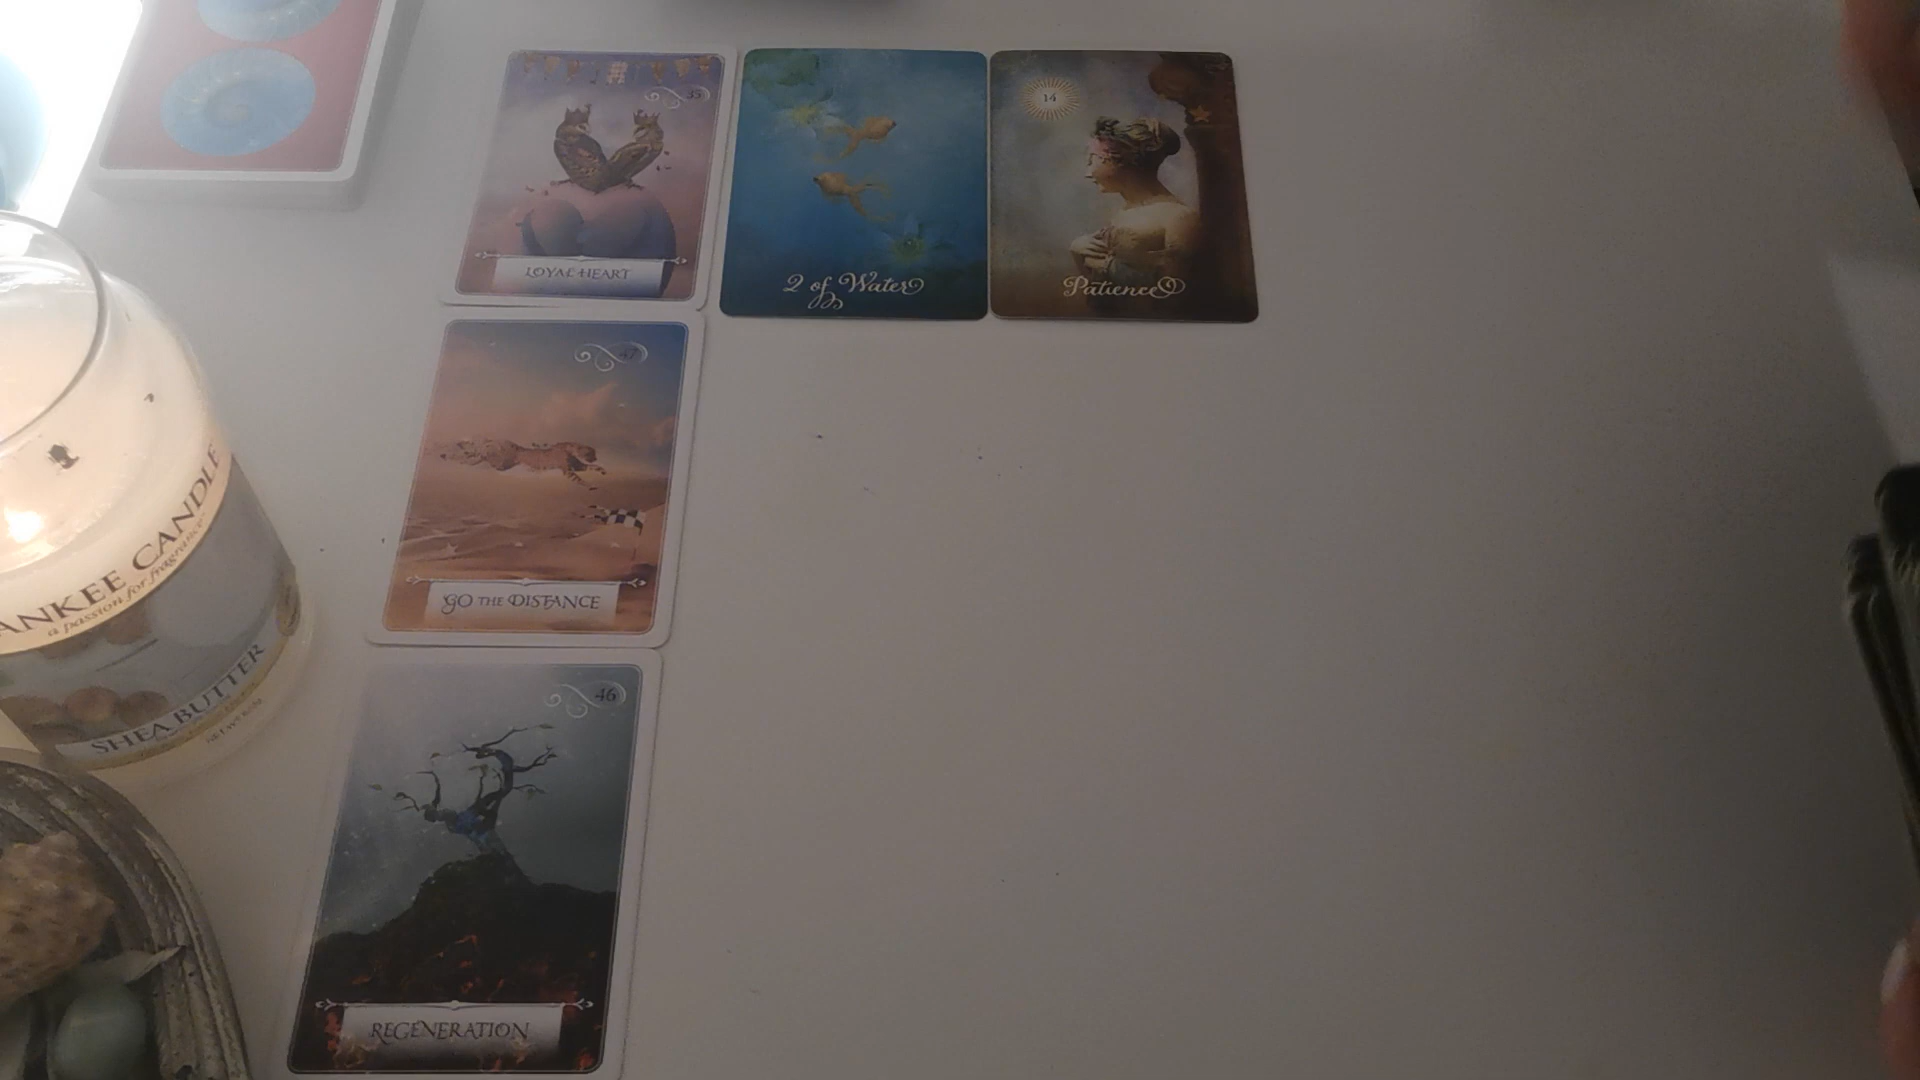 35
LOYAL HEART
2 of Water
14
Patience
47
GO THE DISTANCE
46
REGENERATION
ANKEE CANDLE
a passion for fragrance
SHEA BUTTER